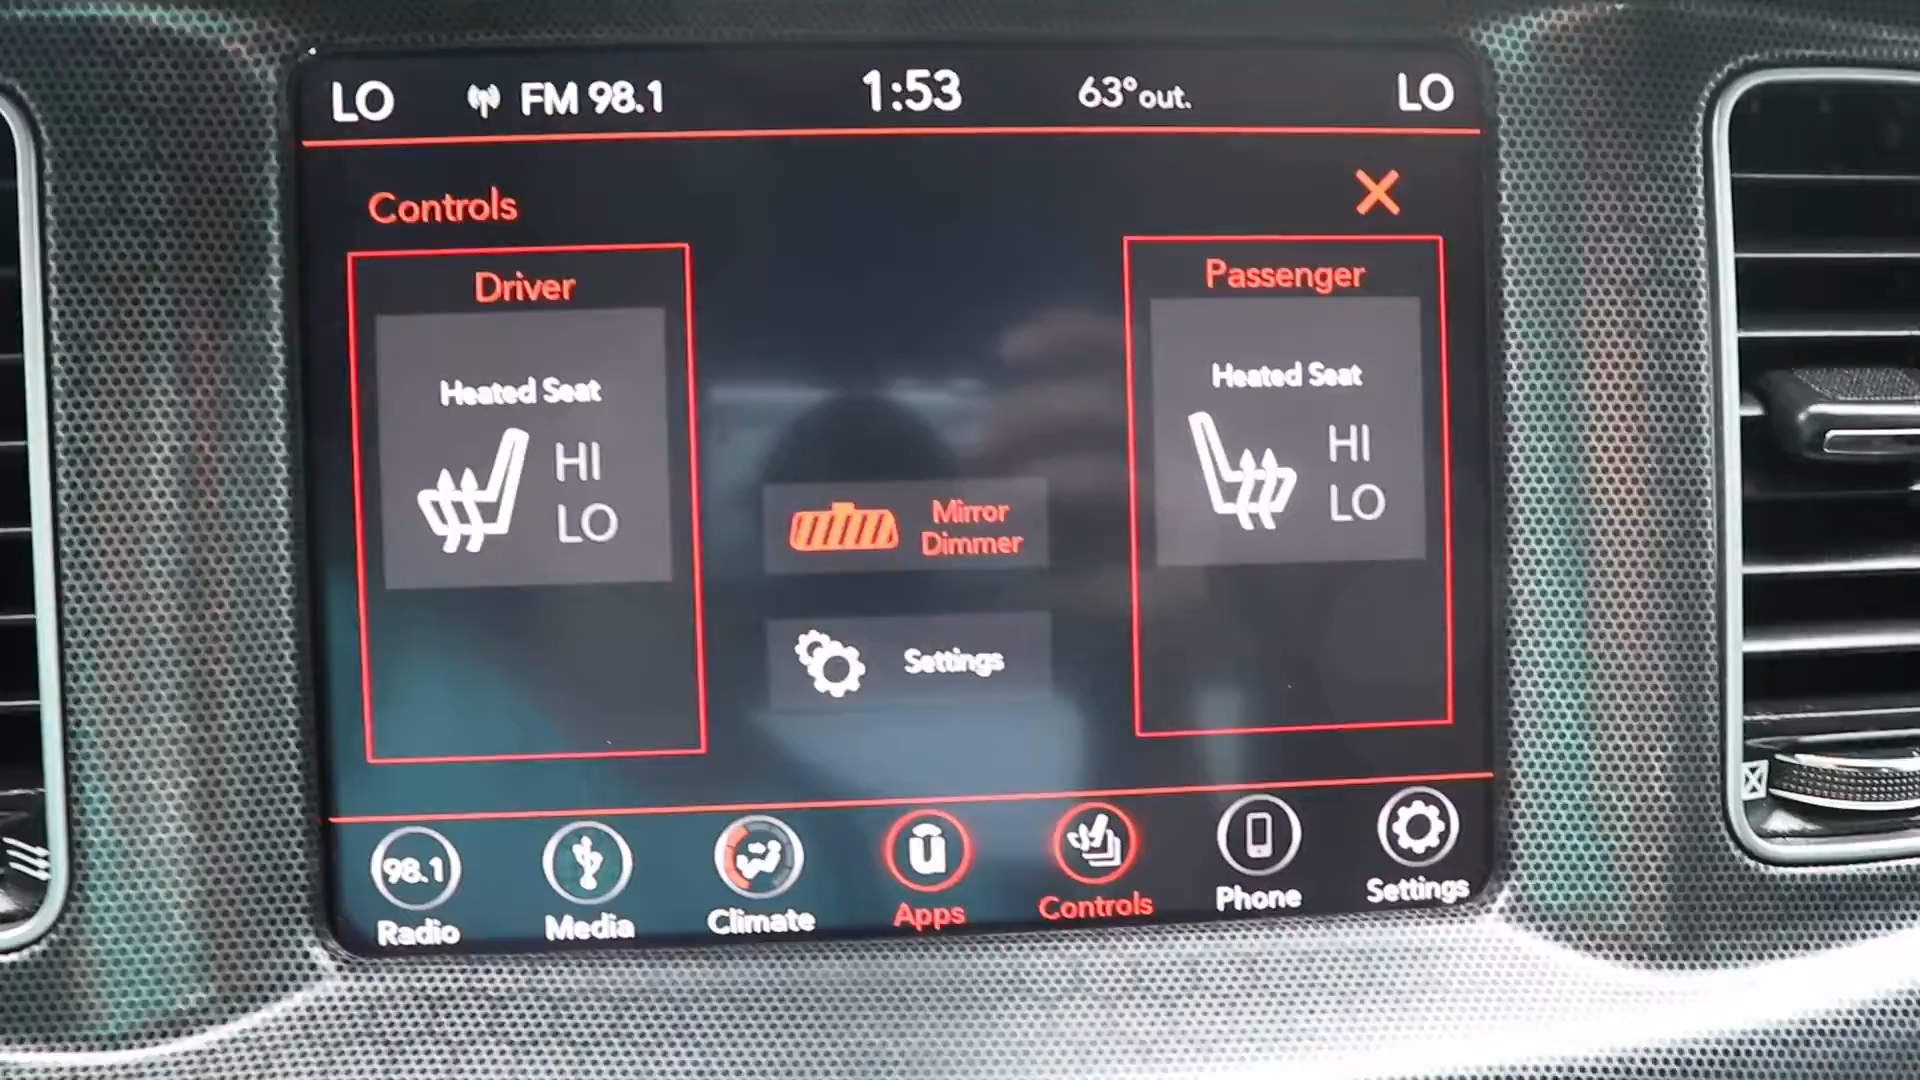 LO FM 98.1 1:53 63°out. LO
Controls
Driver
Heated Seat
HI
LO
Mirror
Dimmer
Settings
Passenger
Heated Seat
HI
LO
98.1
Radio Media Climate Apps Controls Phone Settings